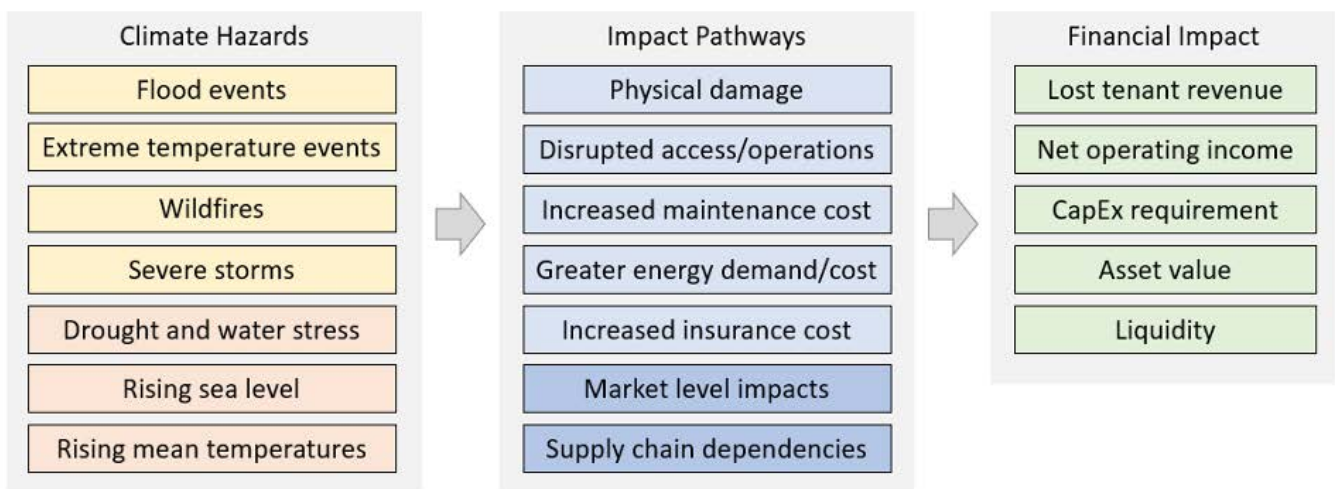 Climate Hazards
Flood events
Extreme temperature events
Wildfires
Severe storms
Drought and water stress
Rising sea level
Rising mean temperatures
Impact Pathways
Physical damage
Disrupted access/operations
Increased maintenance cost
Greater energy demand/cost
Increased insurance cost
Market level impacts
Supply chain dependencies
Financial Impact
Lost tenant revenue
Net operating income
CapEx requirement
Asset value
Liquidity